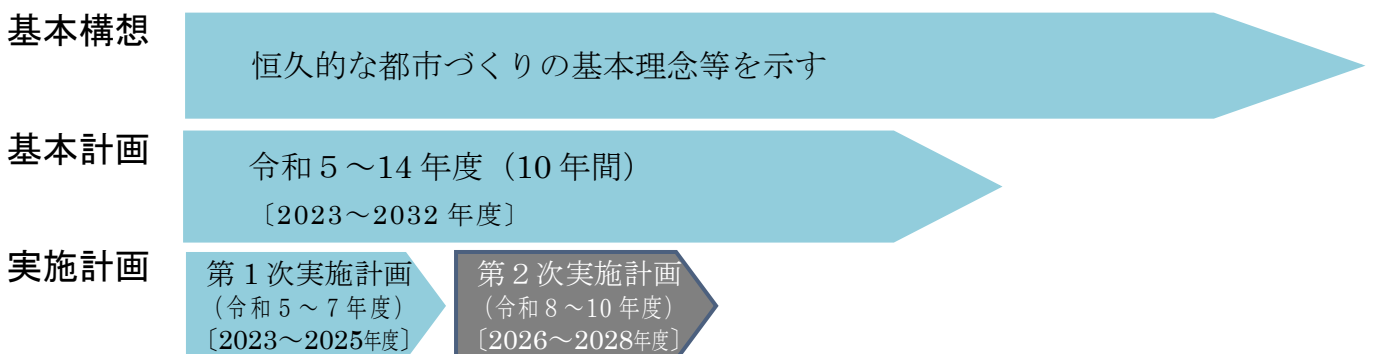 基本構想
恒久的な都市づくりの基本理念等を示す
基本計画
令和５～14 年度（10 年間）
〔2023～2032 年度〕
実施計画
第１次実施計画
（令和５～７年度）
〔2023～2025年度〕
第２次実施計画
（令和８～10 年度）
〔2026～2028年度〕